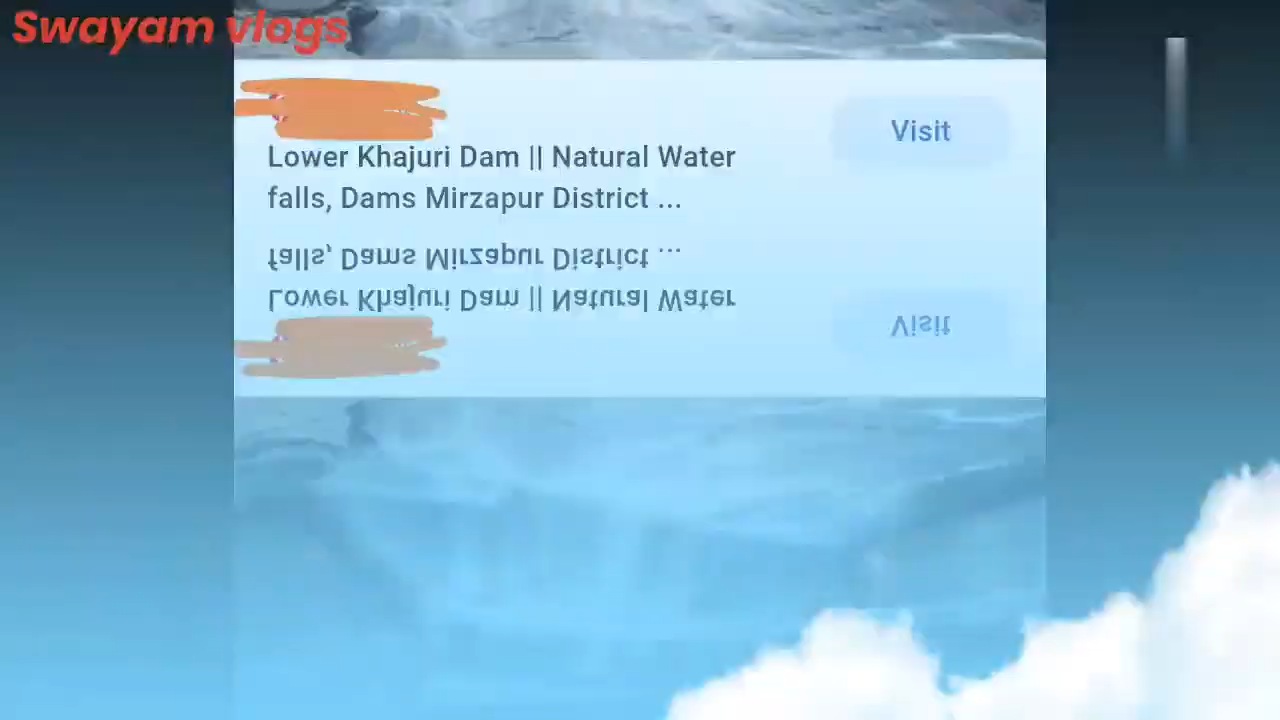 Swayam vlogs
Visit
Lower Khajuri Dam || Natural Water
falls, Dams Mirzapur District ...
falls, Dams Mirzapur District ...
Lower Khajuri Dam || Natural Water
Visit